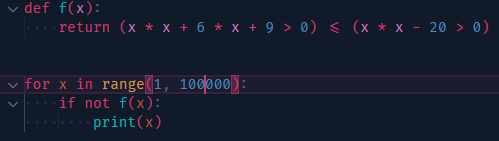 def f(x):
    return (x * x + 6 * x + 9 > 0) <= (x * x - 20 > 0)

for x in range(1, 100000):
    if not f(x):
        print(x)